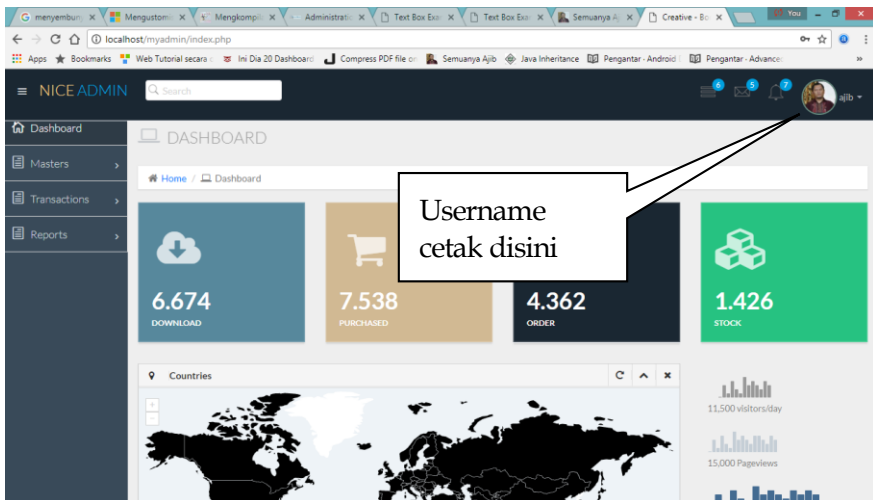 menyembuny
Mengustomi
Mengkompil
Administratio
Text Box Exa
Text Box Exa
Semuanya Aj
Creative - Bo
You
localhost/myadmin/index.php
Apps Bookmarks Web Tutorial secara Ini Dia 20 Dashboard Compress PDF file on Semuanya Ajib Java Inheritance Pengantar - Android Pengantar - Advance »
NICE ADMIN
Search
6
5
7
ajib
Dashboard
Masters
Transactions
Reports
DASHBOARD
Home / Dashboard
Username
cetak disini
6.674
DOWNLOAD
7.538
PURCHASED
4.362
ORDER
1.426
STOCK
Countries
+
-
11,500 visitors/day
15,000 Pageviews